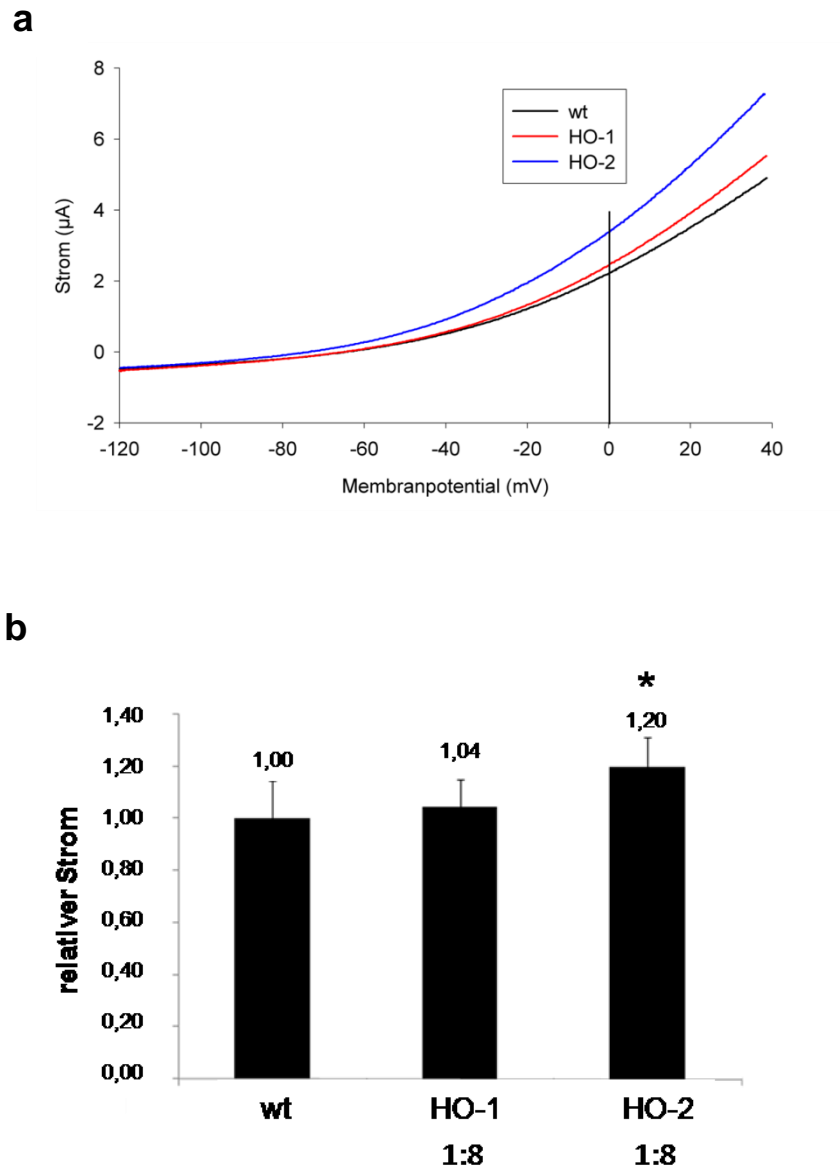 a
8
6
4
2
0
-2
Strom (µA)
wt
HO-1
HO-2
-120 -100 -80 -60 -40 -20 0 20 40
Membranpotential (mV)
b
*
1,40
1,20
1,00
0,80
0,60
0,40
0,20
0,00
relativer Strom
1,00 1,04 1,20
wt HO-1 HO-2
1:8 1:8